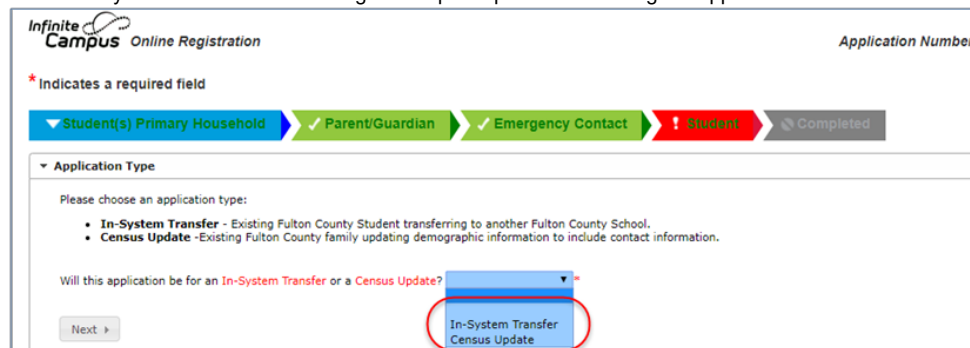 Infinite
Campus Online Registration
Application Number
* Indicates a required field
Student(s) Primary Household
Parent/Guardian
Emergency Contact
Student
Completed
Application Type
Please choose an application type:
• In-System Transfer - Existing Fulton County Student transferring to another Fulton County School.
• Census Update -Existing Fulton County family updating demographic information to include contact information.
Will this application be for an In-System Transfer or a Census Update? *
In-System Transfer
Census Update
Next